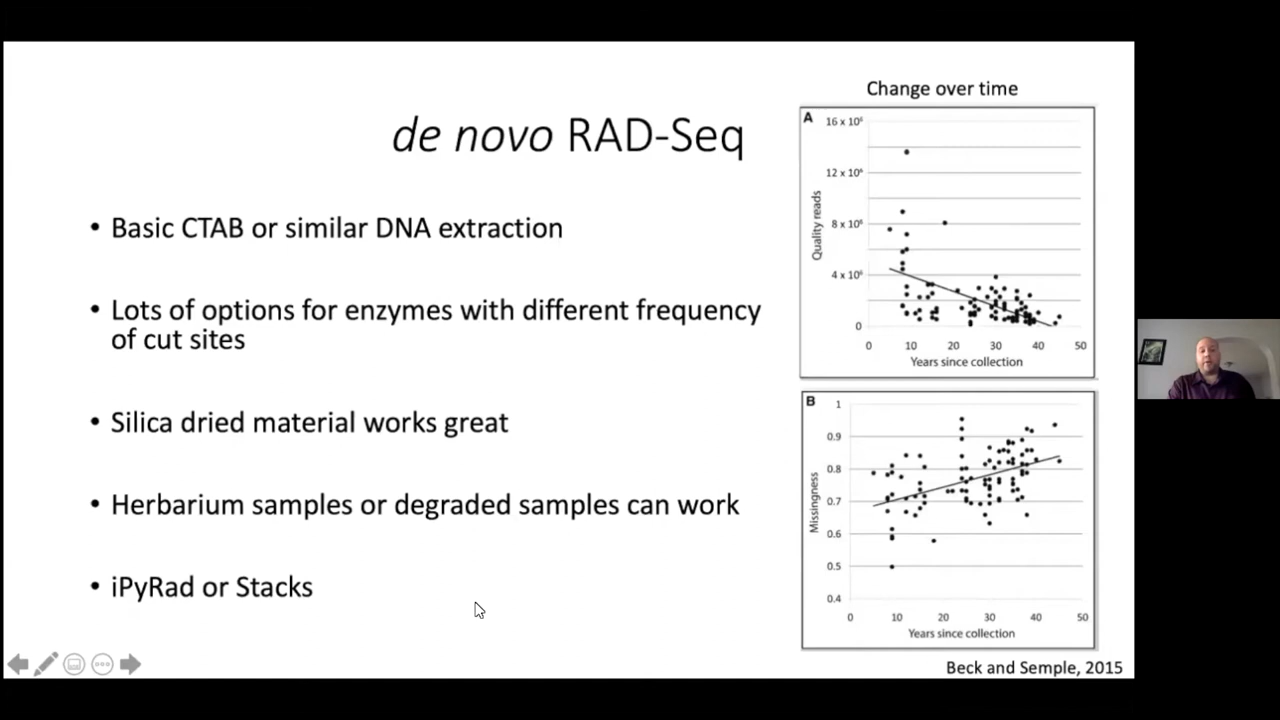 Change over time
de novo RAD-Seq
• Basic CTAB or similar DNA extraction
• Lots of options for enzymes with different frequency
of cut sites
• Silica dried material works great
• Herbarium samples or degraded samples can work
• iPyRad or Stacks
A
Quality reads
16 x 10⁶
12 x 10⁶
8 x 10⁶
4 x 10⁶
0
0 10 20 30 40 50
Years since collection
B
Missingness
1
0.9
0.8
0.7
0.6
0.5
0.4
0 10 20 30 40 50
Years since collection
Beck and Semple, 2015